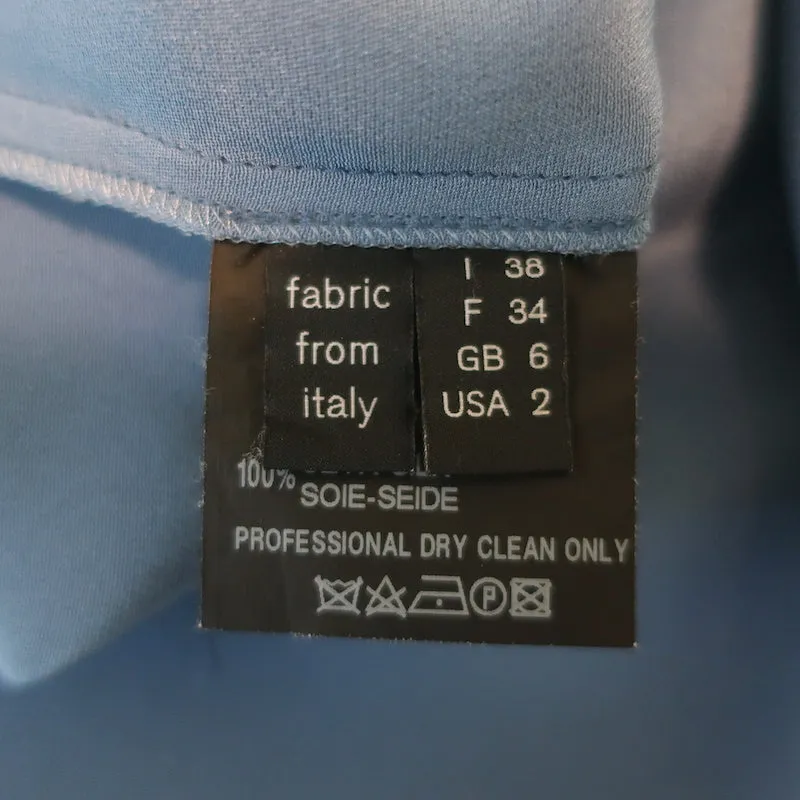 fabric
from
italy
I 38
F 34
GB 6
USA 2
100%
SOIE-SEIDE
PROFESSIONAL DRY CLEAN ONLY
P